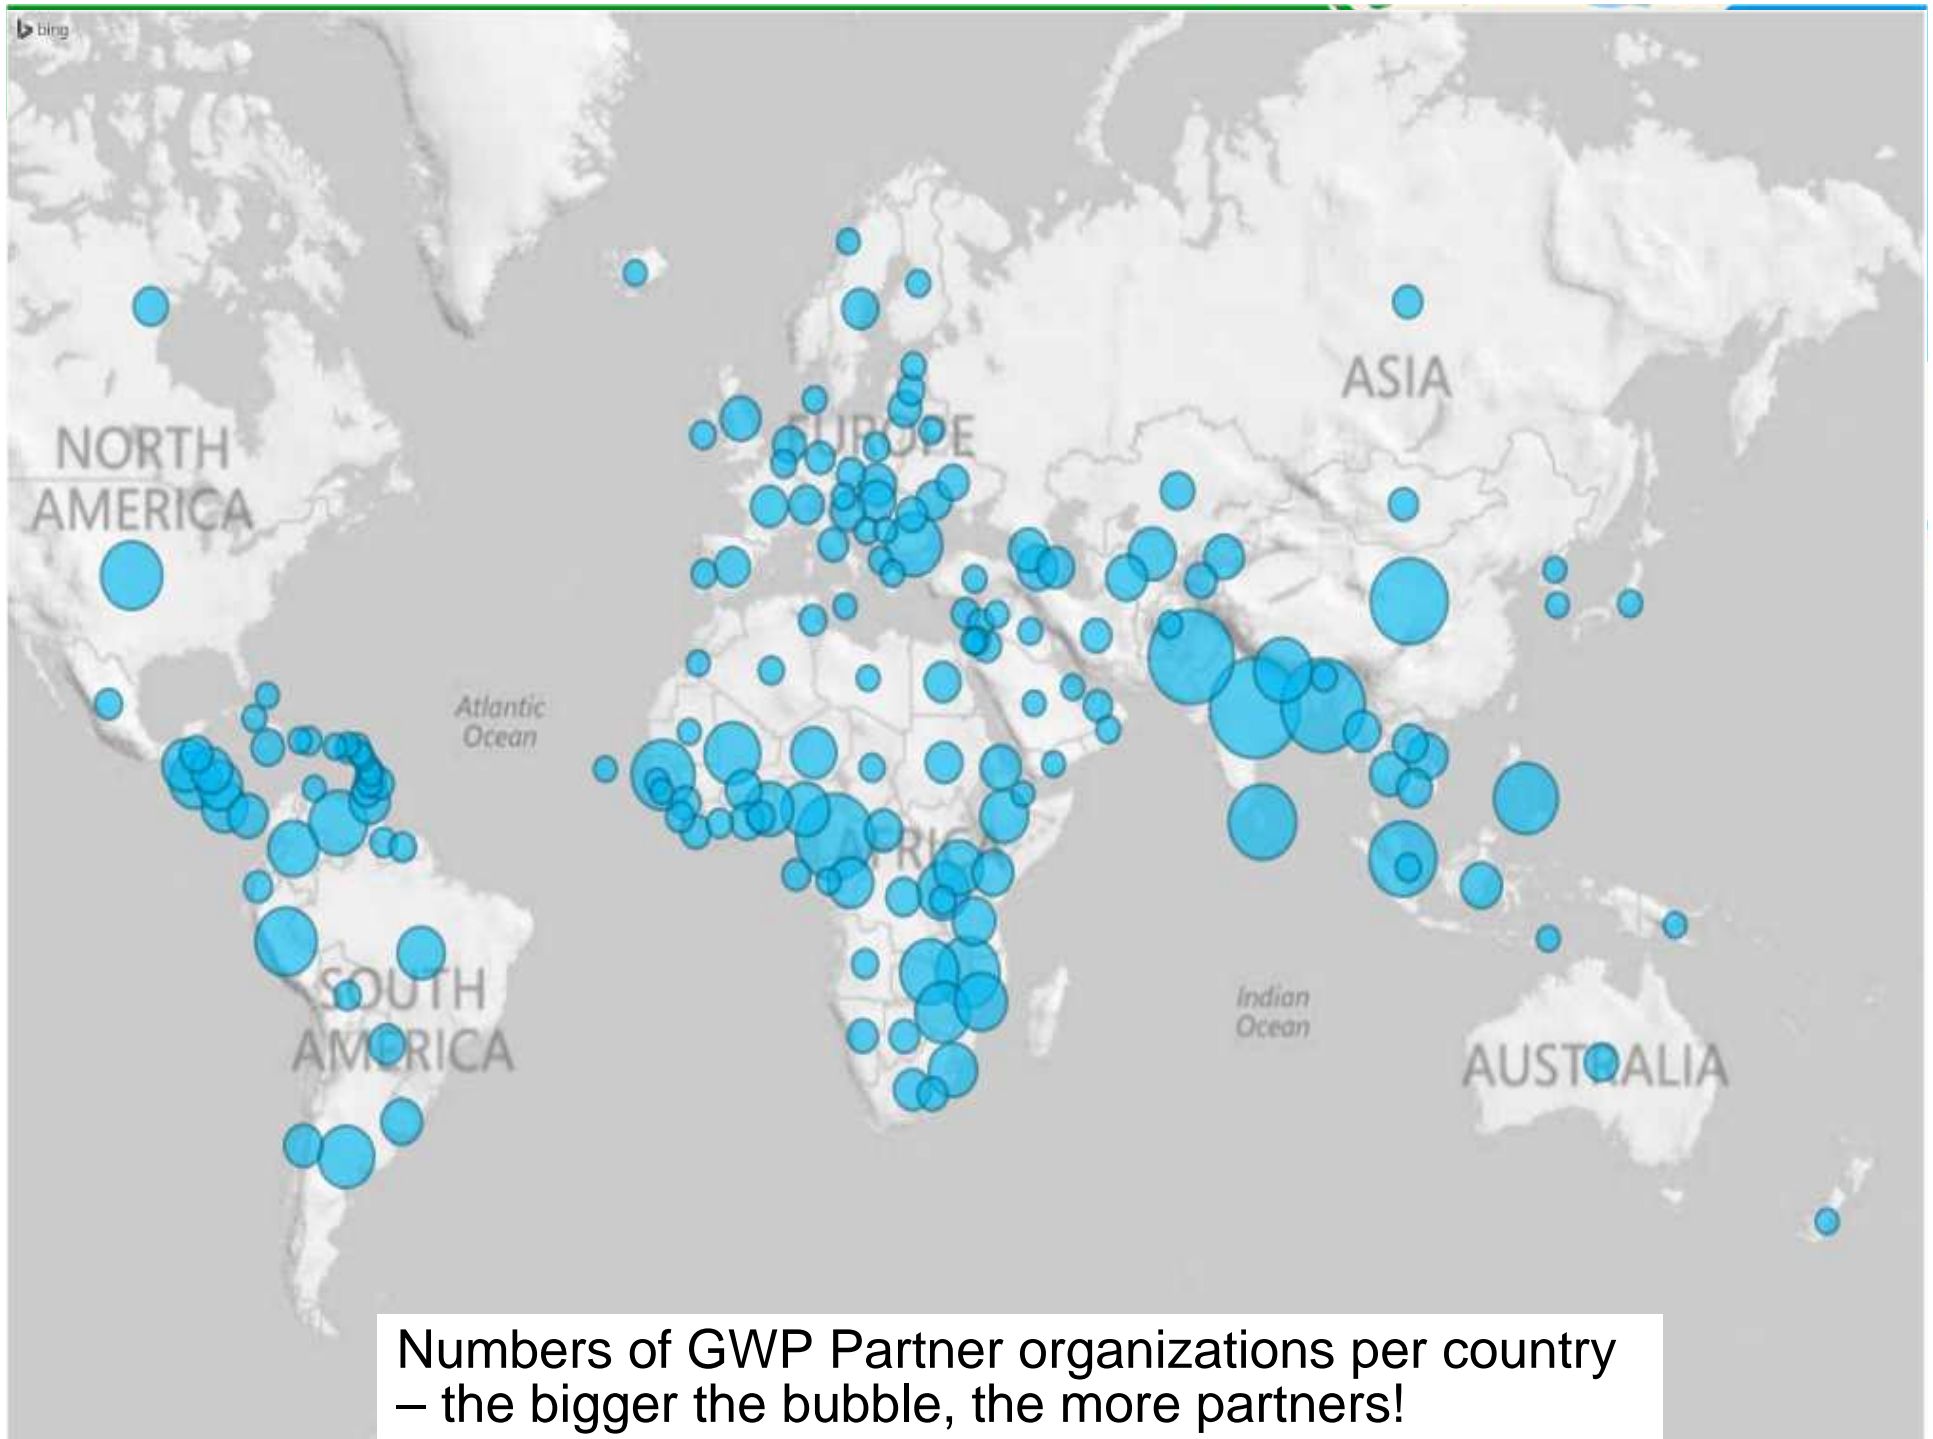 bing
ASIA
EUROPE
NORTH
AMERICA
Atlantic
Ocean
AFRICA
SOUTH
AMERICA
Indian
Ocean
AUSTRALIA
Numbers of GWP Partner organizations per country
– the bigger the bubble, the more partners!